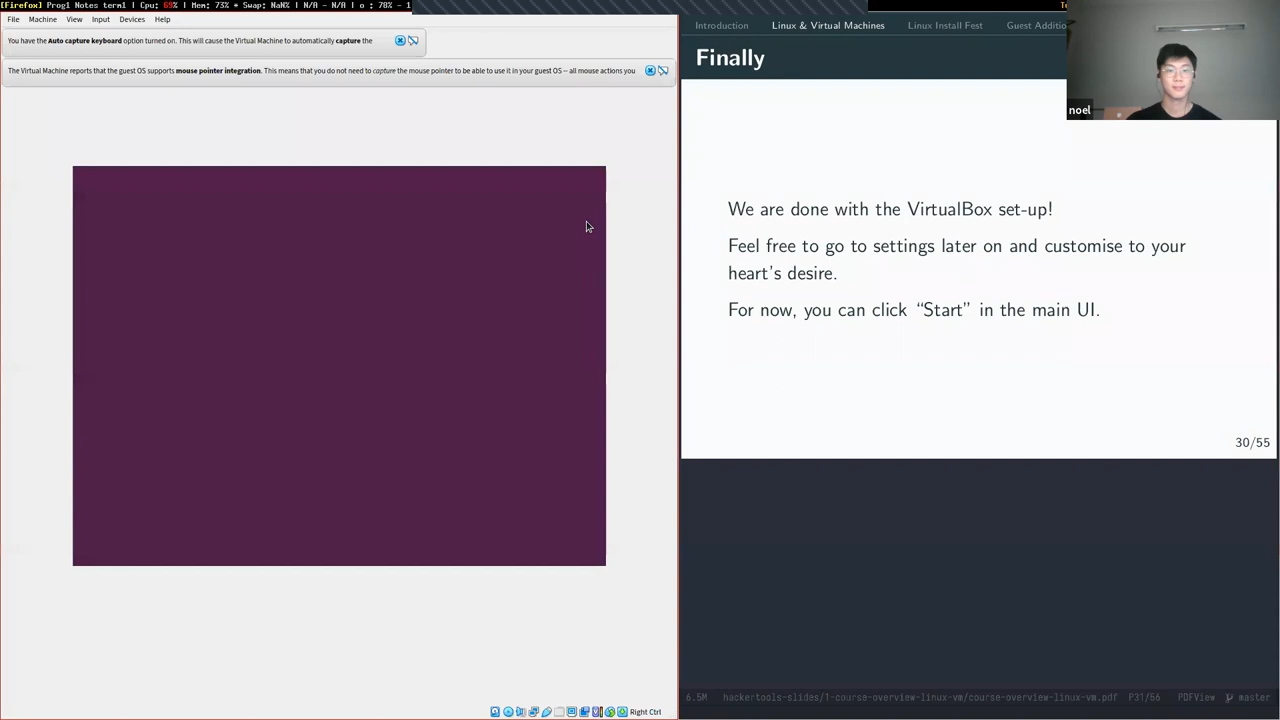 [Firefox] Prog1 Notes term1 | Cpu: 69% | Mem: 73% * Swap: NaN% | N/A - N/A | o : 78% - 1
File Machine View Input Devices Help
You have the Auto capture keyboard option turned on. This will cause the Virtual Machine to automatically capture the
The Virtual Machine reports that the guest OS supports mouse pointer integration. This means that you do not need to capture the mouse pointer to be able to use it in your guest OS -- all mouse actions you
Right Ctrl
Introduction Linux & Virtual Machines Linux Install Fest Guest Additio
Finally
noel
We are done with the VirtualBox set-up!
Feel free to go to settings later on and customise to your
heart's desire.
For now, you can click "Start" in the main UI.
30/55
6.5M hackertools-slides/1-course-overview-linux-vm/course-overview-linux-vm.pdf P31/56 PDFView master